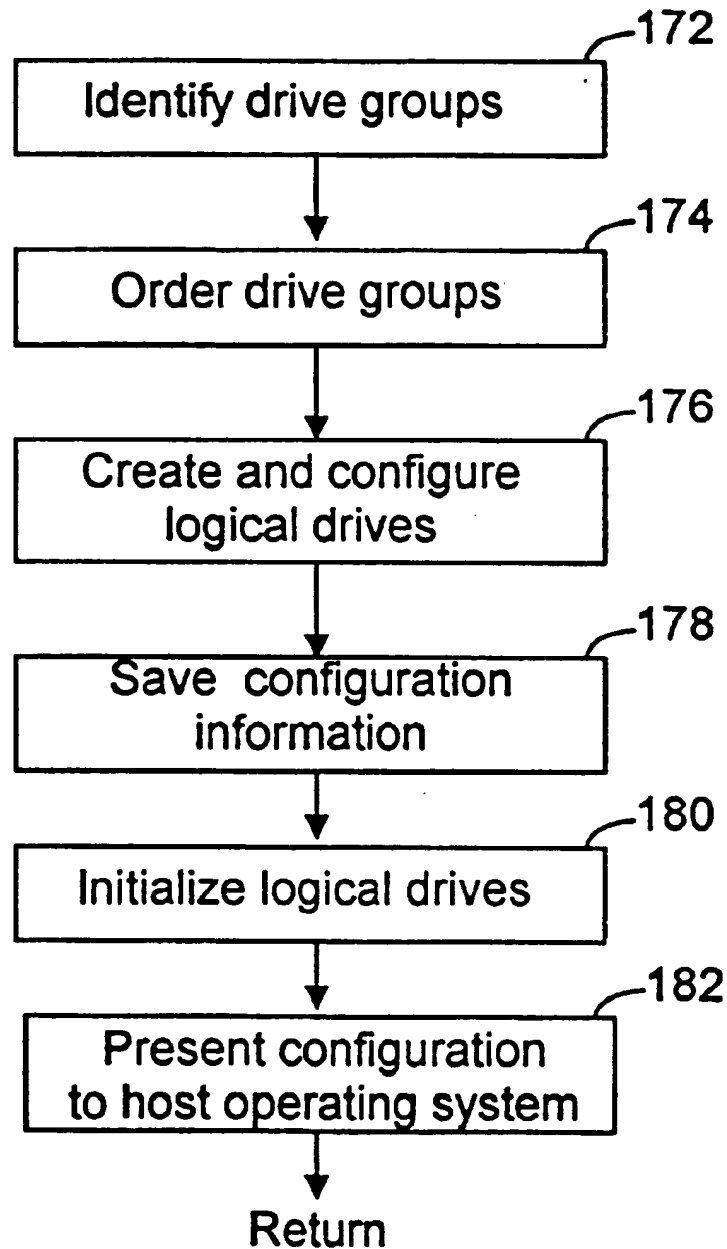 172
Identify drive groups
174
Order drive groups
176
Create and configure
logical drives
178
Save configuration
information
180
Initialize logical drives
182
Present configuration
to host operating system
Return